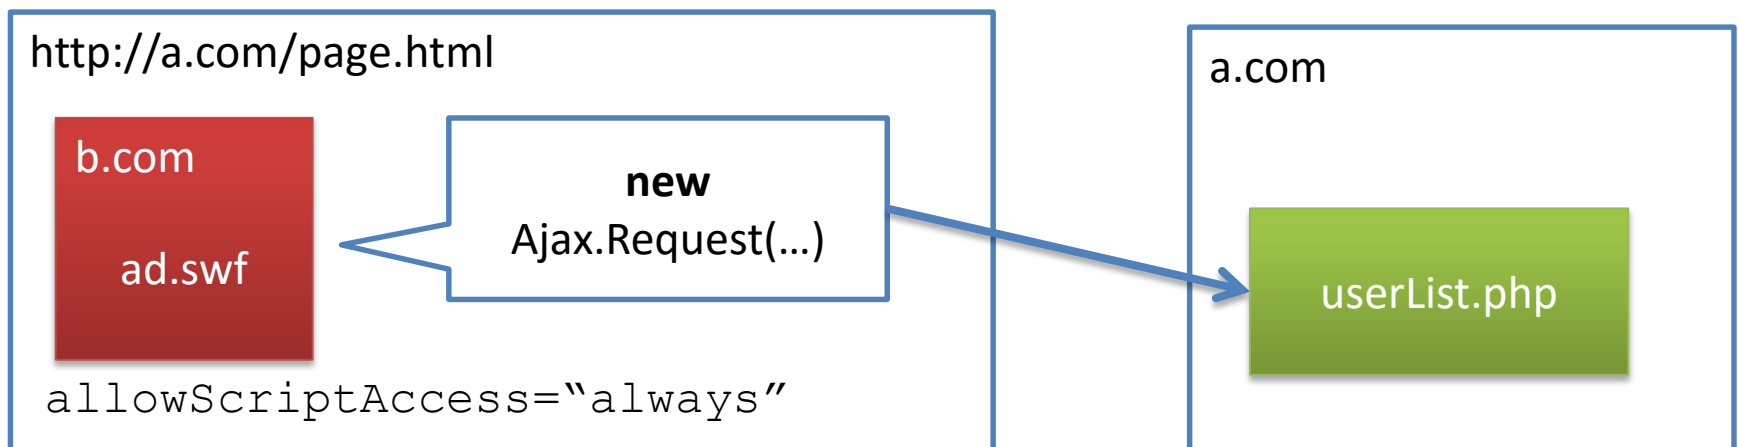 http://a.com/page.html
a.com
b.com
ad.swf
new
Ajax.Request(…)
userList.php
allowScriptAccess=“always”